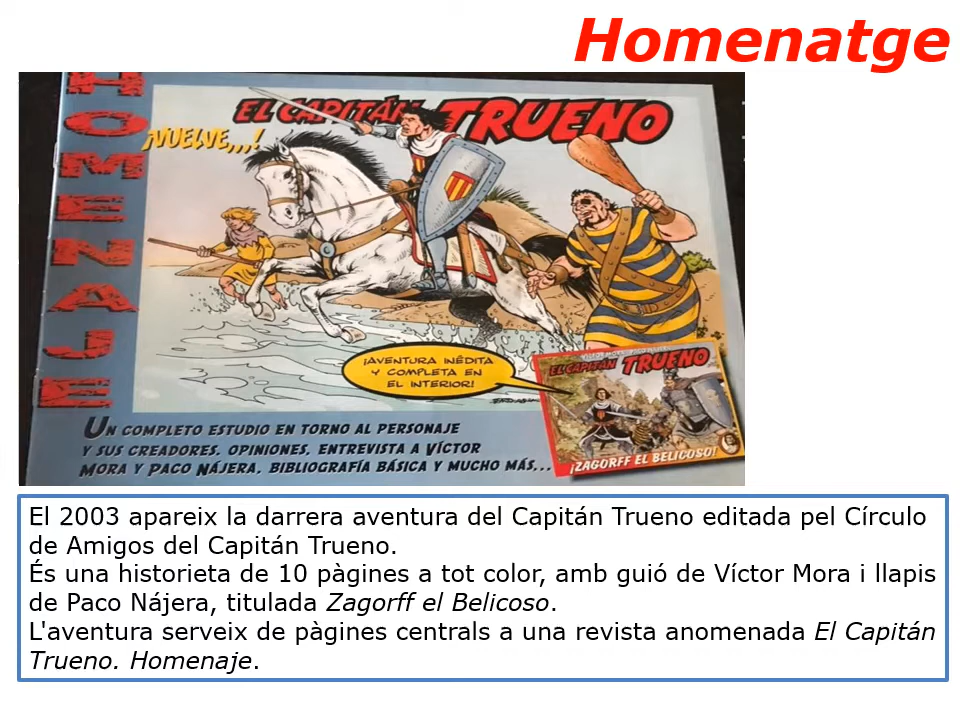 Homenatge
HOMENAJE
EL CAPITÁN TRUENO
¡VUELVE...!
¡AVENTURA INÉDITA
Y COMPLETA EN
EL INTERIOR!
EL CAPITÁN TRUENO
¡ZAGORFF EL BELICOSO!
UN COMPLETO ESTUDIO EN TORNO AL PERSONAJE
Y SUS CREADORES. OPINIONES, ENTREVISTA A VÍCTOR
MORA Y PACO NÁJERA, BIBLIOGRAFÍA BÁSICA Y MUCHO MÁS...
El 2003 apareix la darrera aventura del Capitán Trueno editada pel Círculo
de Amigos del Capitán Trueno.
És una historieta de 10 pàgines a tot color, amb guió de Víctor Mora i llapis
de Paco Nájera, titulada Zagorff el Belicoso.
L'aventura serveix de pàgines centrals a una revista anomenada El Capitán
Trueno. Homenaje.